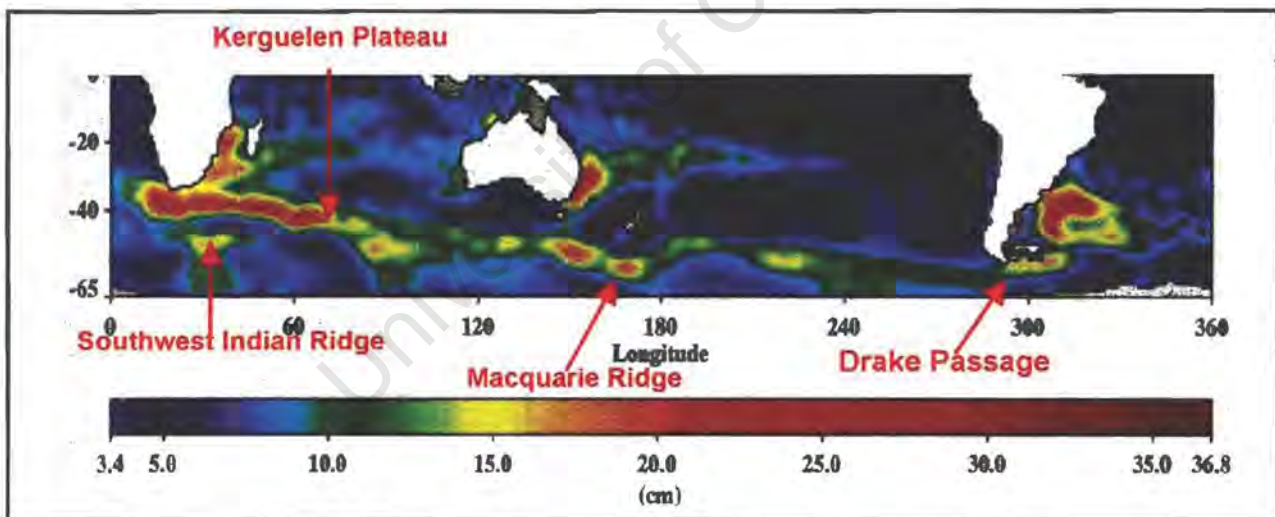 Kerguelen Plateau
0
-20
-40
-65
0 60 120 180 240 300 360
Southwest Indian Ridge
Longitude
Macquarie Ridge
Drake Passage
3.4 5.0 10.0 15.0 20.0 25.0 30.0 35.0 36.8
(cm)
University of C